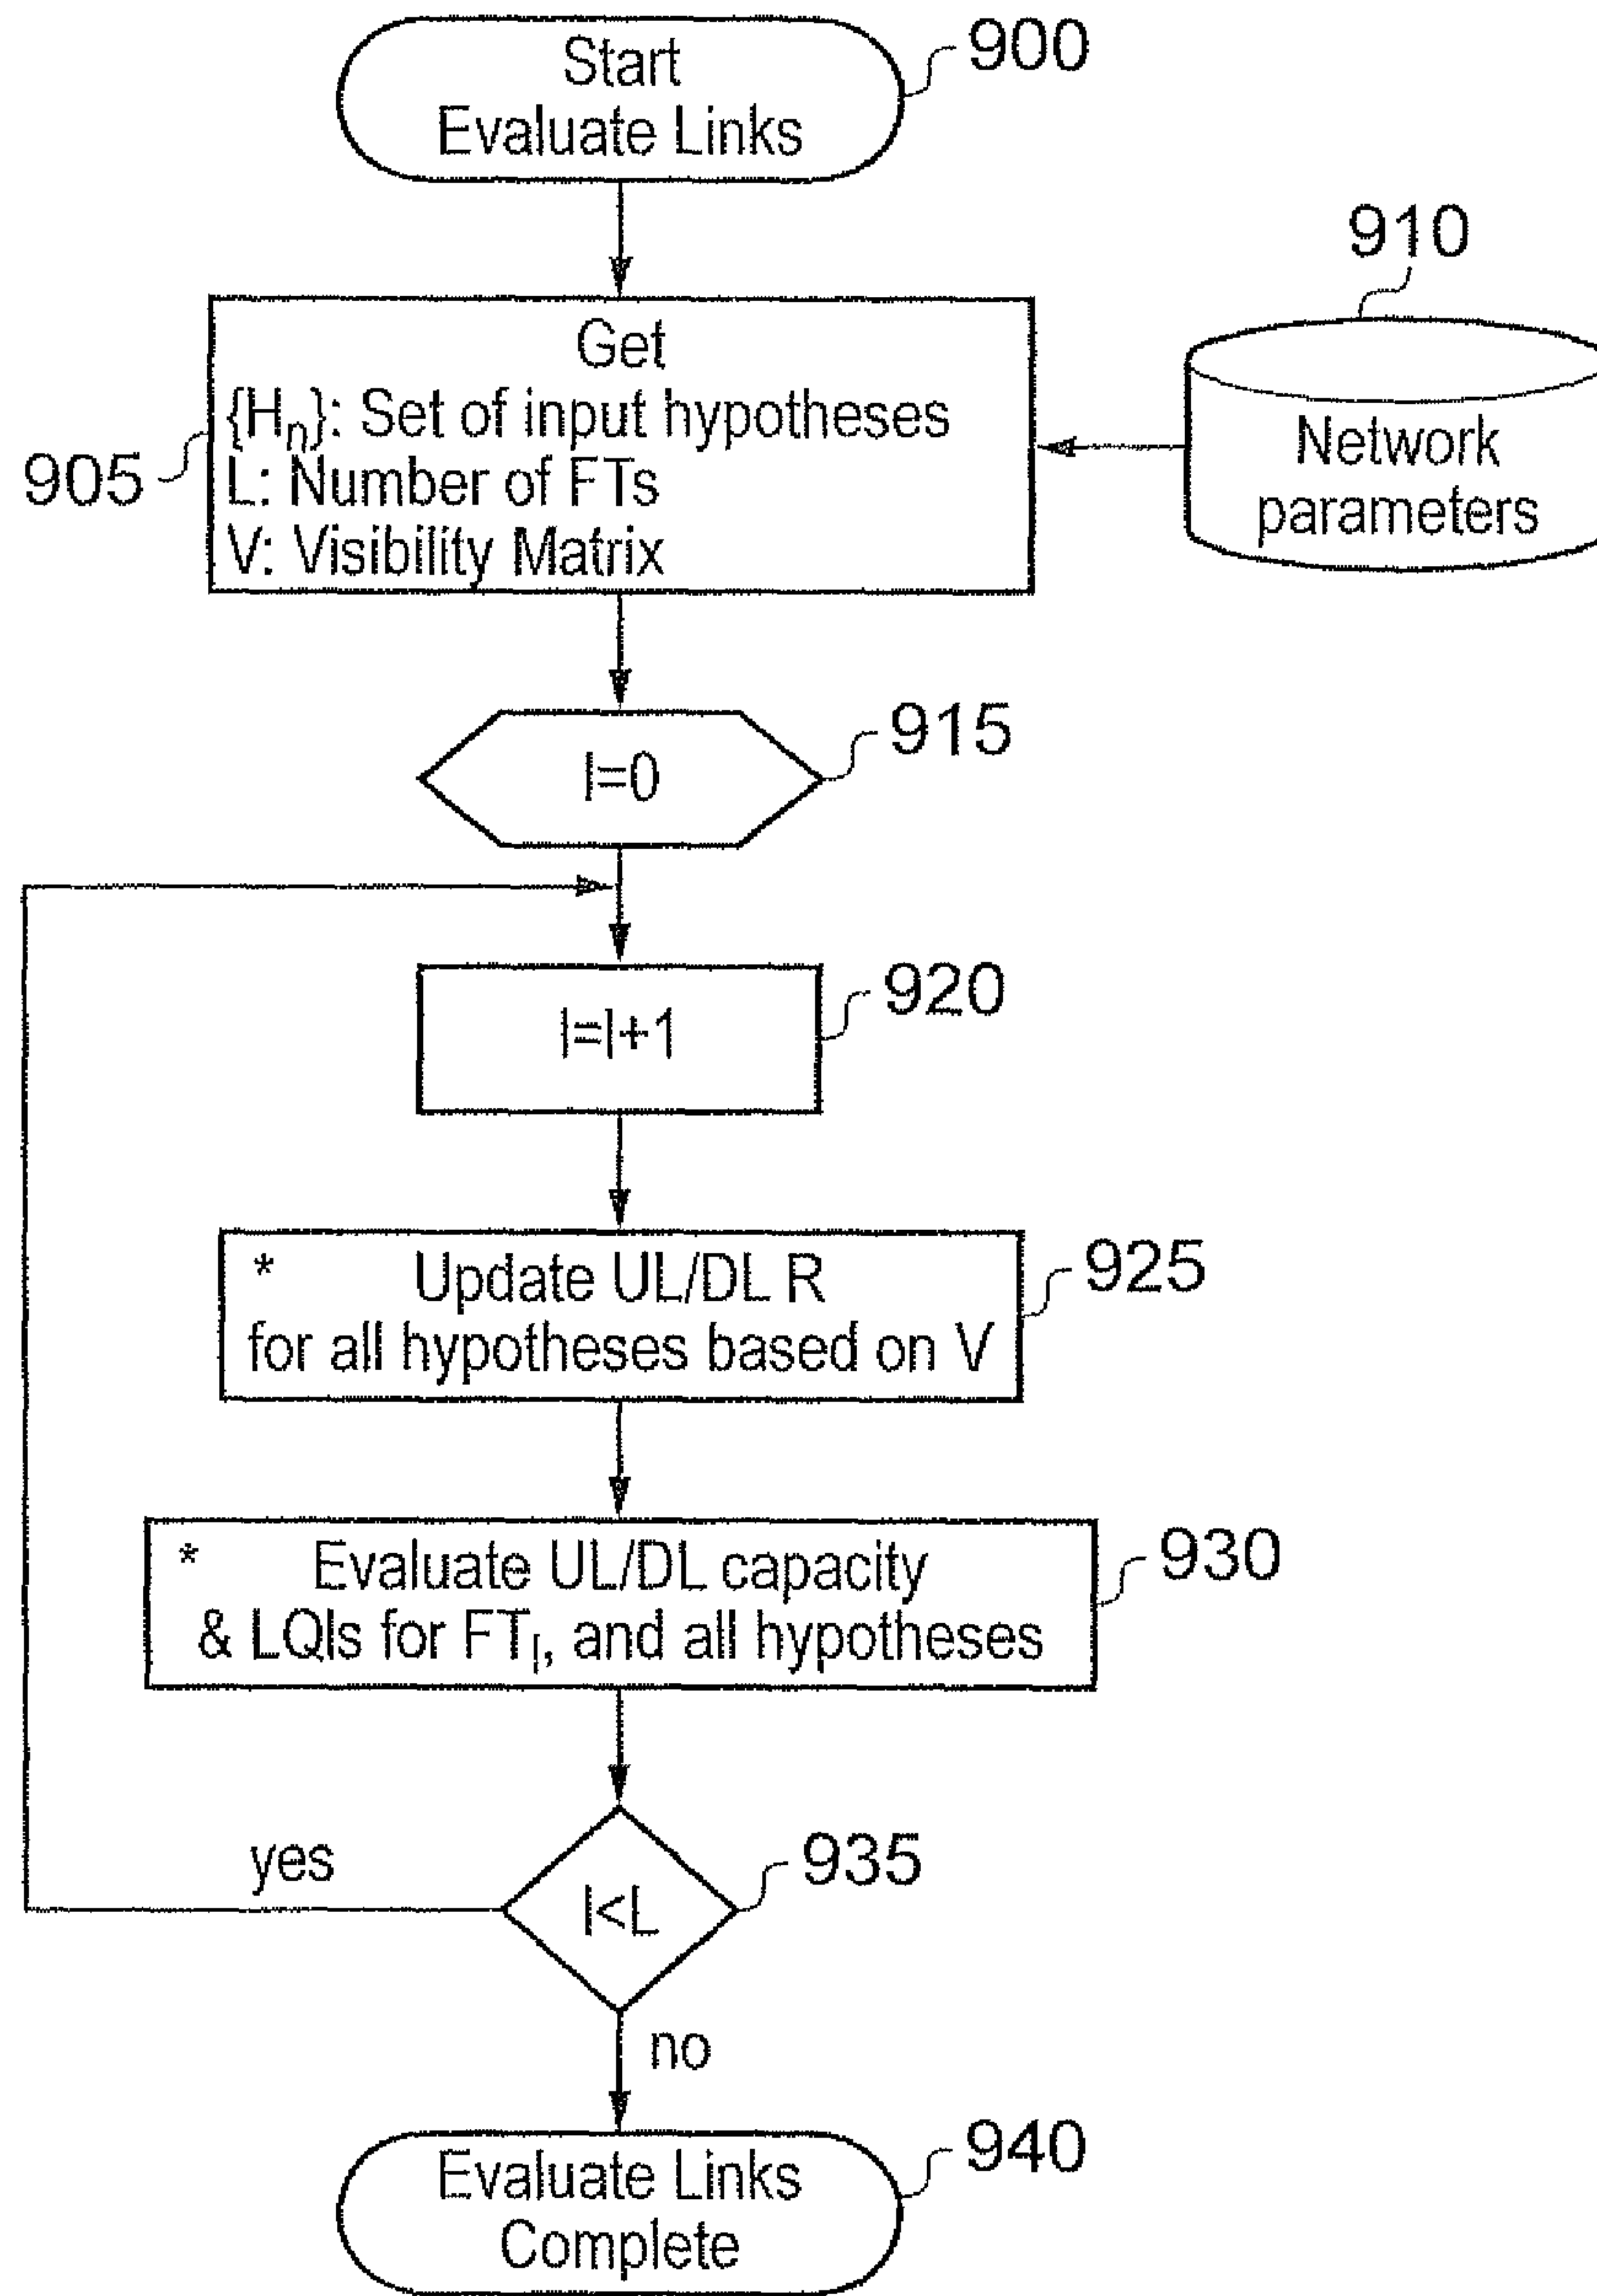 Start
Evaluate Links
900
910
Get
{Hn}: Set of input hypotheses
L: Number of FTs
V: Visibility Matrix
905
Network
parameters
l=0
915
l=l+1
920
* Update UL/DL R
for all hypotheses based on V
925
* Evaluate UL/DL capacity
& LQIs for FTl, and all hypotheses
930
yes
l<L
935
no
Evaluate Links
Complete
940